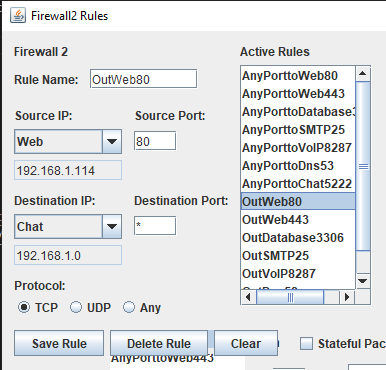 Firewall2 Rules
Firewall 2
Active Rules
Rule Name: OutWeb80
Source IP: Source Port:
Web 80
192.168.1.114
Destination IP: Destination Port:
Chat *
192.168.1.0
Protocol:
TCP UDP Any
AnyPorttoWeb80
AnyPorttoWeb443
AnyPorttoDatabase33
AnyPorttoSMTP25
AnyPorttoVoIP8287
AnyPorttoDns53
AnyPorttoChat5222
OutWeb80
OutWeb443
OutDatabase3306
OutSMTP25
OutVoIP8287
Save Rule Delete Rule Clear Stateful Pac
AnyPorttoWeb443